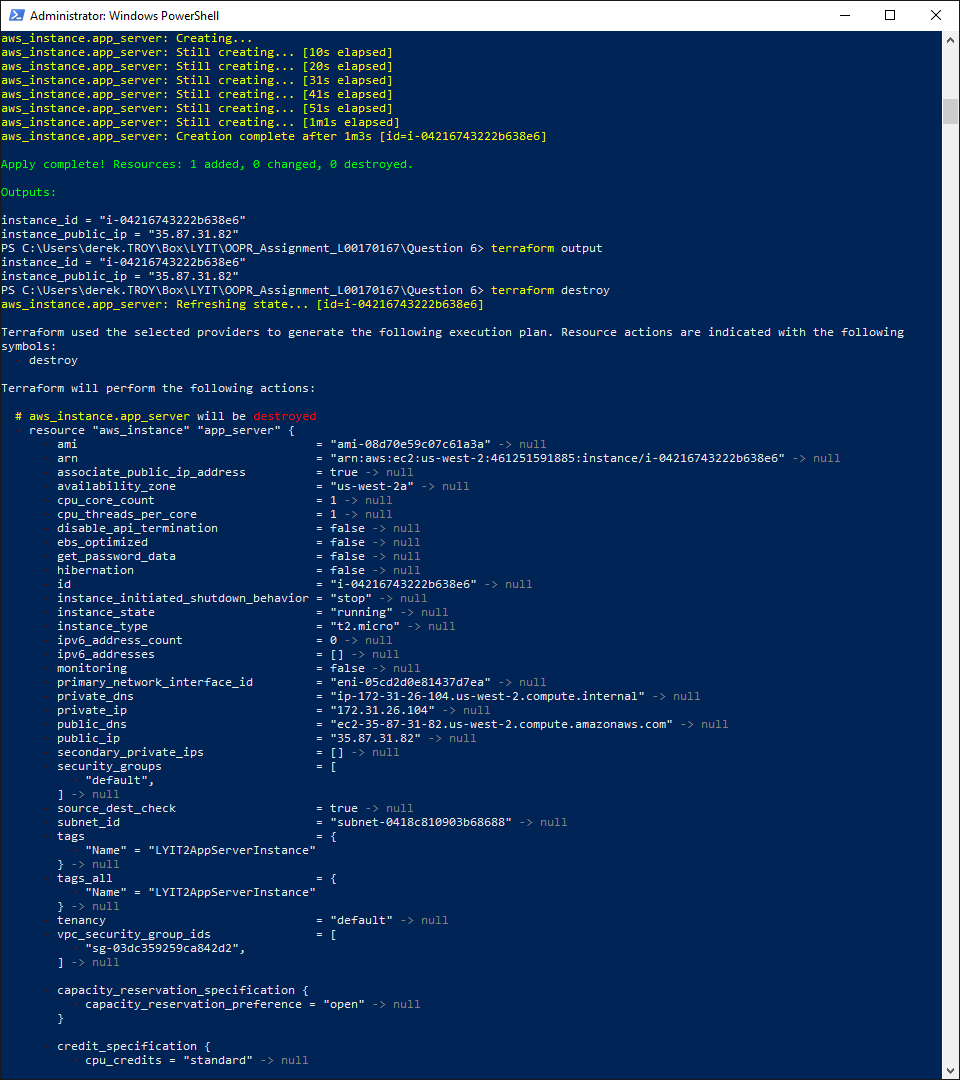 Administrator: Windows PowerShell
aws_instance.app_server: Creating...
aws_instance.app_server: Still creating... [10s elapsed]
aws_instance.app_server: Still creating... [20s elapsed]
aws_instance.app_server: Still creating... [31s elapsed]
aws_instance.app_server: Still creating... [41s elapsed]
aws_instance.app_server: Still creating... [51s elapsed]
aws_instance.app_server: Still creating... [1m1s elapsed]
aws_instance.app_server: Creation complete after 1m3s [id=i-04216743222b638e6]
Apply complete! Resources: 1 added, 0 changed, 0 destroyed.
Outputs:
instance_id = "i-04216743222b638e6"
instance_public_ip = "35.87.31.82"
PS C:\Users\derek.TROY\Box\LYIT\OOPR_Assignment_L00170167\Question 6> terraform output
instance_id = "i-04216743222b638e6"
instance_public_ip = "35.87.31.82"
PS C:\Users\derek.TROY\Box\LYIT\OOPR_Assignment_L00170167\Question 6> terraform destroy
aws_instance.app_server: Refreshing state... [id=i-04216743222b638e6]
Terraform used the selected providers to generate the following execution plan. Resource actions are indicated with the following
symbols:
- destroy
Terraform will perform the following actions:
# aws_instance.app_server will be destroyed
- resource "aws_instance" "app_server" {
- ami = "ami-08d70e59c07c61a3a" -> null
- arn = "arn:aws:ec2:us-west-2:461251591885:instance/i-04216743222b638e6" -> null
- associate_public_ip_address = true -> null
- availability_zone = "us-west-2a" -> null
- cpu_core_count = 1 -> null
- cpu_threads_per_core = 1 -> null
- disable_api_termination = false -> null
- ebs_optimized = false -> null
- get_password_data = false -> null
- hibernation = false -> null
- id = "i-04216743222b638e6" -> null
- instance_initiated_shutdown_behavior = "stop" -> null
- instance_state = "running" -> null
- instance_type = "t2.micro" -> null
- ipv6_address_count = 0 -> null
- ipv6_addresses = [] -> null
- monitoring = false -> null
- primary_network_interface_id = "eni-05cd2d0e81437d7ea" -> null
- private_dns = "ip-172-31-26-104.us-west-2.compute.internal" -> null
- private_ip = "172.31.26.104" -> null
- public_dns = "ec2-35-87-31-82.us-west-2.compute.amazonaws.com" -> null
- public_ip = "35.87.31.82" -> null
- secondary_private_ips = [] -> null
- security_groups = [
- "default",
] -> null
- source_dest_check = true -> null
- subnet_id = "subnet-0418c810903b68688" -> null
- tags = {
- "Name" = "LYIT2AppServerInstance"
} -> null
- tags_all = {
- "Name" = "LYIT2AppServerInstance"
} -> null
- tenancy = "default" -> null
- vpc_security_group_ids = [
- "sg-03dc359259ca842d2",
] -> null
- capacity_reservation_specification {
- capacity_reservation_preference = "open" -> null
}
- credit_specification {
- cpu_credits = "standard" -> null